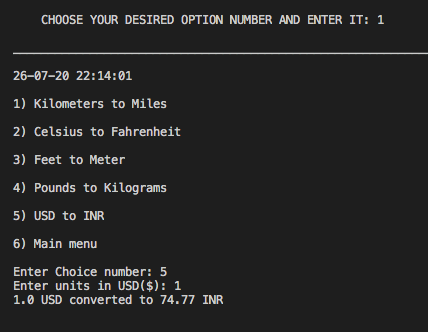 CHOOSE YOUR DESIRED OPTION NUMBER AND ENTER IT: 1
26-07-20 22:14:01
1) Kilometers to Miles
2) Celsius to Fahrenheit
3) Feet to Meter
4) Pounds to Kilograms
5) USD to INR
6) Main menu
Enter Choice number: 5
Enter units in USD($): 1
1.0 USD converted to 74.77 INR